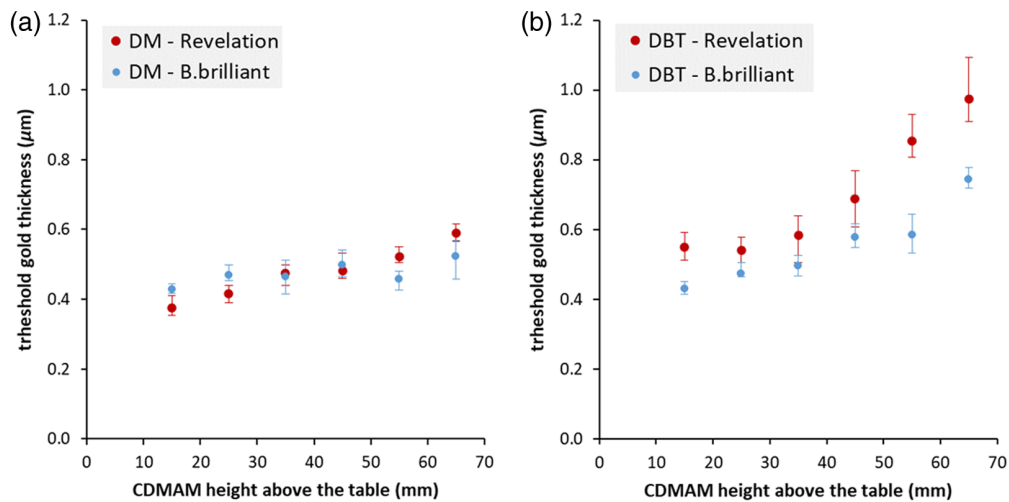 (a)
DM - Revelation
DM - B.brilliant
trheshold gold thickness (μm)
1.2
1.0
0.8
0.6
0.4
0.2
0.0
0 10 20 30 40 50 60 70
CDMAM height above the table (mm)
(b)
DBT - Revelation
DBT - B.brilliant
trheshold gold thickness (μm)
1.2
1.0
0.8
0.6
0.4
0.2
0.0
0 10 20 30 40 50 60 70
CDMAM height above the table (mm)